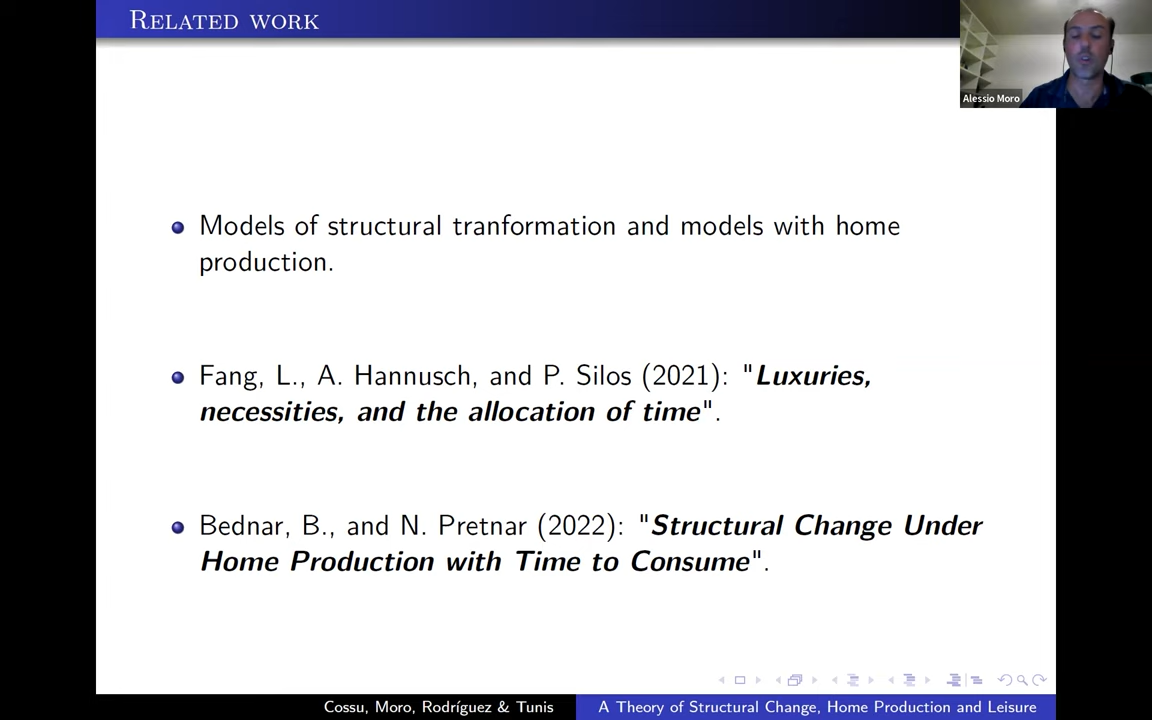 Related work
Alessio Moro
Models of structural tranformation and models with home
production.
Fang, L., A. Hannusch, and P. Silos (2021): "Luxuries,
necessities, and the allocation of time".
Bednar, B., and N. Pretnar (2022): "Structural Change Under
Home Production with Time to Consume".
Cossu, Moro, Rodríguez & Tunis
A Theory of Structural Change, Home Production and Leisure